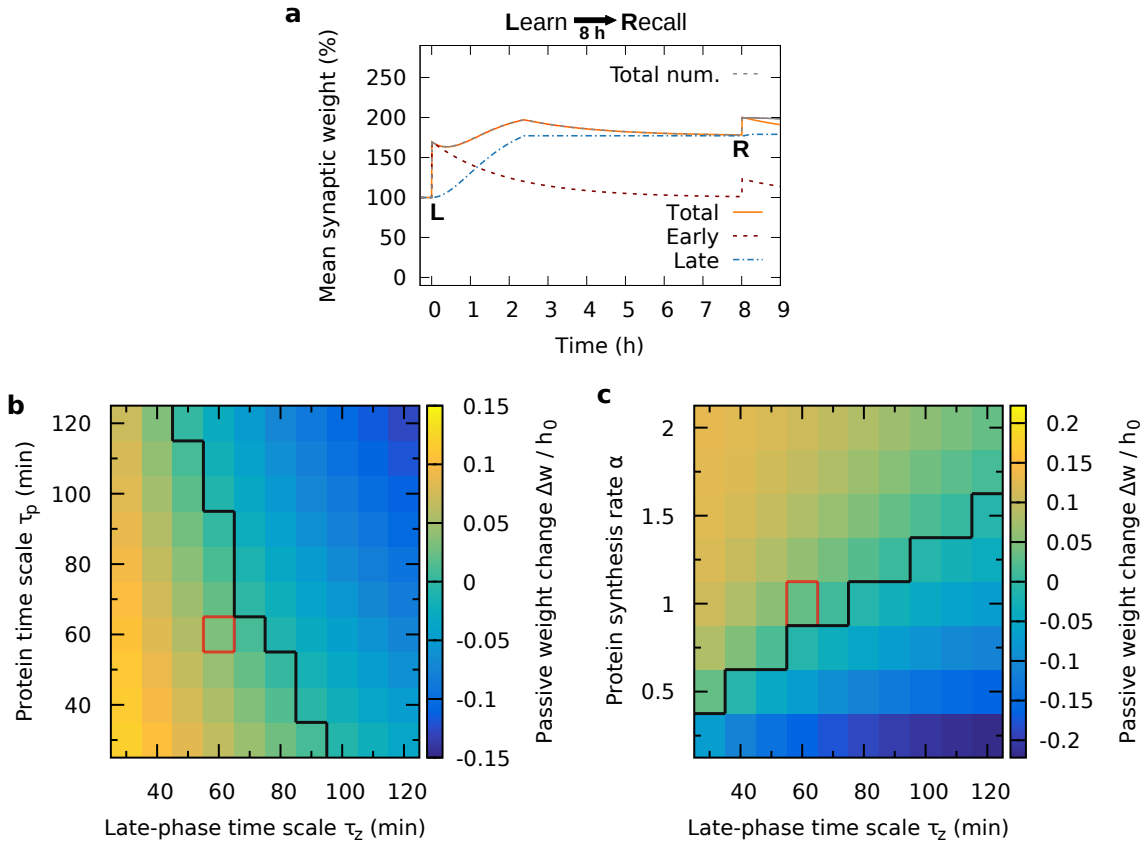 a
Learn 8 h Recall
Mean synaptic weight (%)
250
200
150
100
50
0
Total num.
L
R
Total
Early
Late
0 1 2 3 4 5 6 7 8 9
Time (h)
b
Protein time scale τp (min)
120
100
80
60
40
40 60 80 100 120
Late-phase time scale τz (min)
0.15
0.1
0.05
0
-0.05
-0.1
-0.15
Passive weight change Δw / h0
c
Protein synthesis rate α
2
1.5
1
0.5
40 60 80 100 120
Late-phase time scale τz (min)
0.2
0.15
0.1
0.05
0
-0.05
-0.1
-0.15
-0.2
Passive weight change Δw / h0